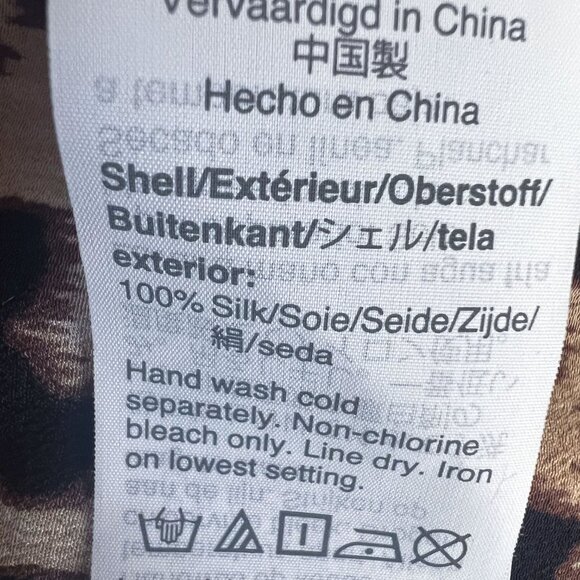 Vervaardigd in China
中国製
Hecho en China
Shell/Extérieur/Oberstoff/
Buitenkant/シェル/tela
exterior:
100% Silk/Soie/Seide/Zijde/
絹/seda
Hand wash cold
separately. Non-chlorine
bleach only. Line dry. Iron
on lowest setting.